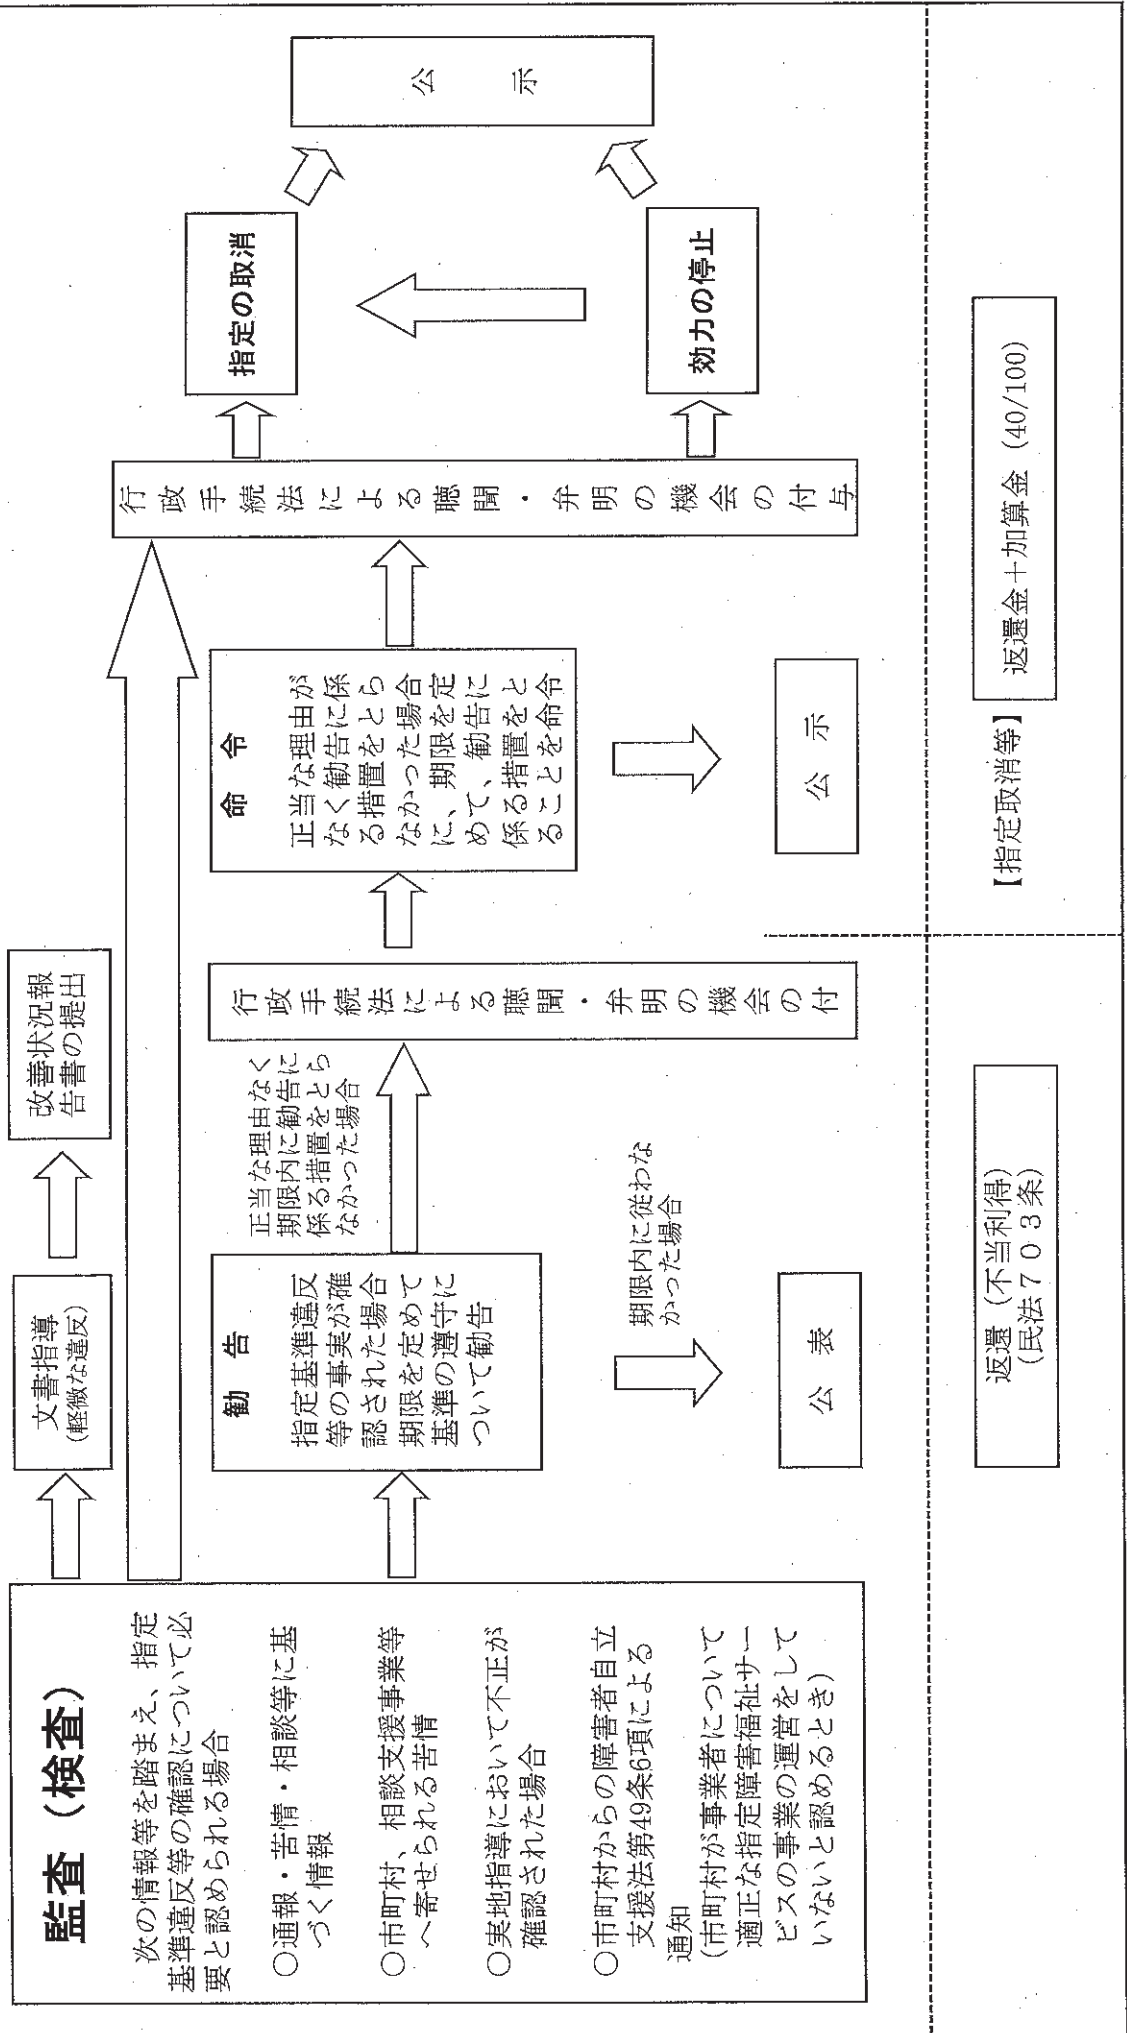 監査（検査）
次の情報等を踏まえ、指定
基準違反等の確認について必
要と認められる場合
○通報・苦情・相談等に基
づく情報
○市町村、相談支援事業等
へ寄せられる苦情
○実地指導において不正が
確認された場合
○市町村からの障害者自立
支援法第49条6項による
通知
(市町村が事業者について
適正な指定障害福祉サー
ビスの事業の運営をして
いないと認めるとき)
文書指導
(軽微な違反)
改善状況報
告書の提出
勧　告
指定基準違反
等の事実が確
認された場合
期限を定めて
基準の遵守に
ついて勧告
正当な理由なく
期限内に勧告に
係る措置をとら
なかった場合
期限内に従わな
かった場合
公　表
行政手続法による聴聞・弁明の機会の付
命　令
正当な理由が
なく勧告に係
る措置をとら
なかった場合
に、期限を定
めて、勧告に
係る措置をと
ることを命令
公　示
行政手続法による聴聞・弁明の機会の付与
指定の取消
効力の停止
公　示
返還（不当利得）
(民法７０３条)
【指定取消等】
返還金＋加算金（40/100）